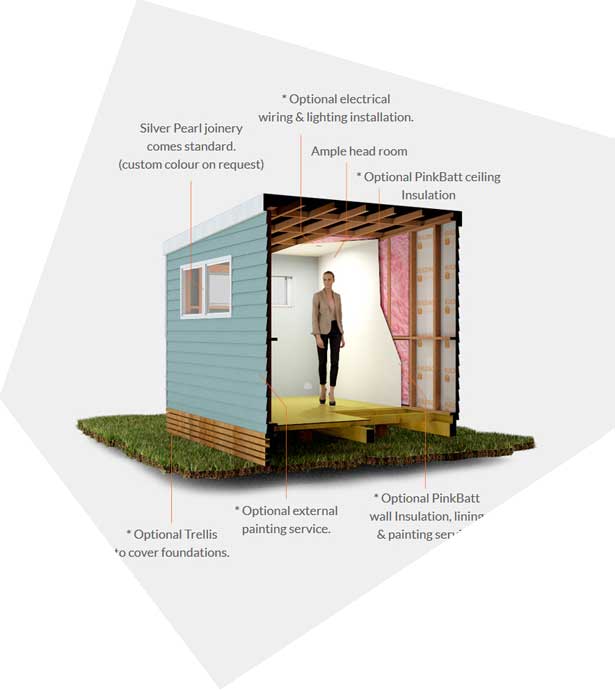 * Optional electrical
wiring & lighting installation.
Silver Pearl joinery
comes standard.
(custom colour on request)
Ample head room
* Optional PinkBatt ceiling
Insulation
* Optional PinkBatt
wall Insulation, lining
& painting
* Optional external
painting service.
* Optional Trellis
to cover foundations.